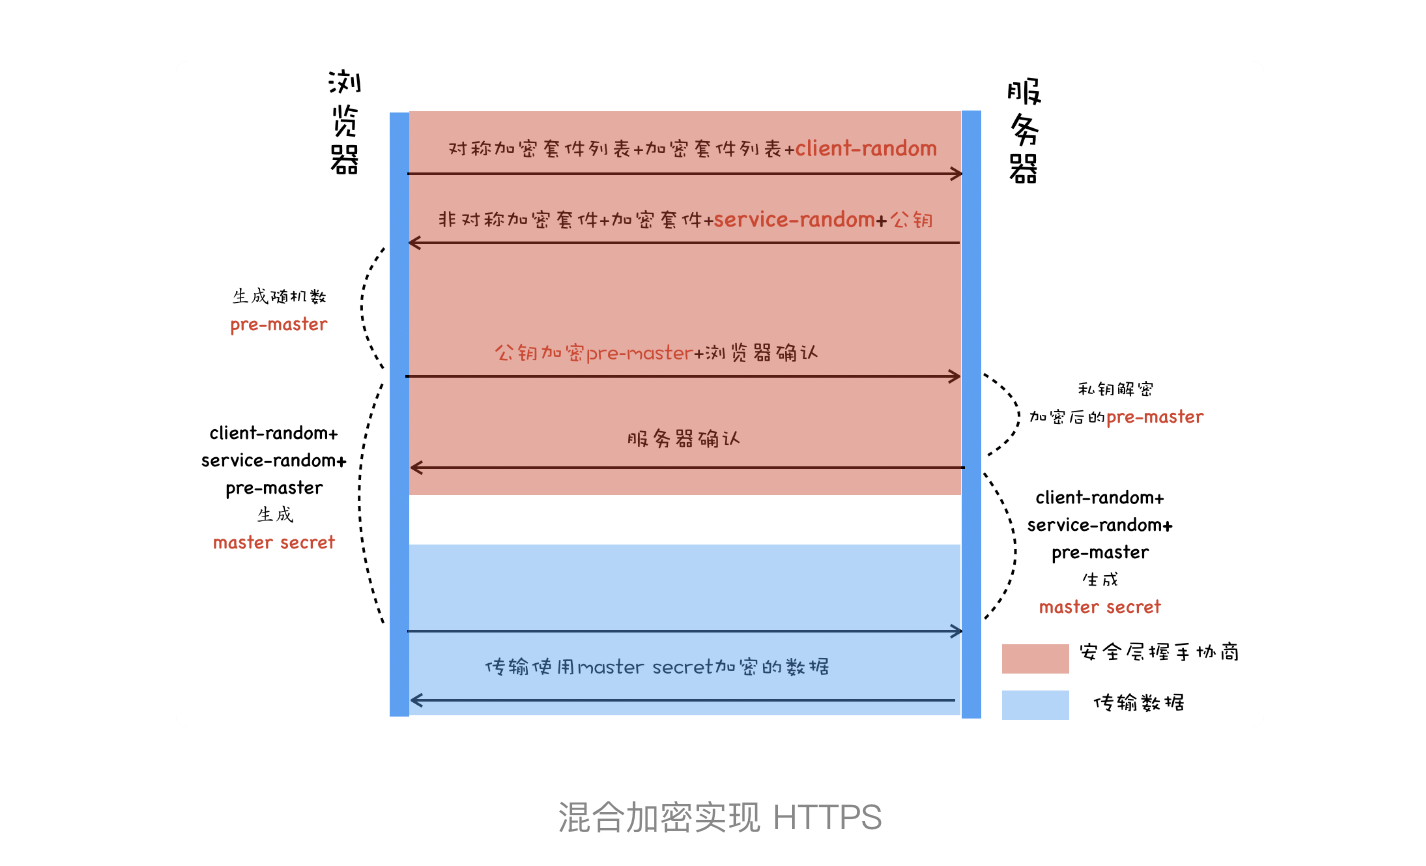 浏
览
器
服
务
器
对称加密套件列表+加密套件列表+client-random
非对称加密套件+加密套件+service-random+公钥
生成随机数
pre-master
公钥加密pre-master+浏览器确认
私钥解密
加密后的pre-master
服务器确认
client-random+
service-random+
pre-master
生成
master secret
client-random+
service-random+
pre-master
生成
master secret
传输使用master secret加密的数据
安全层握手协商
传输数据
混合加密实现 HTTPS